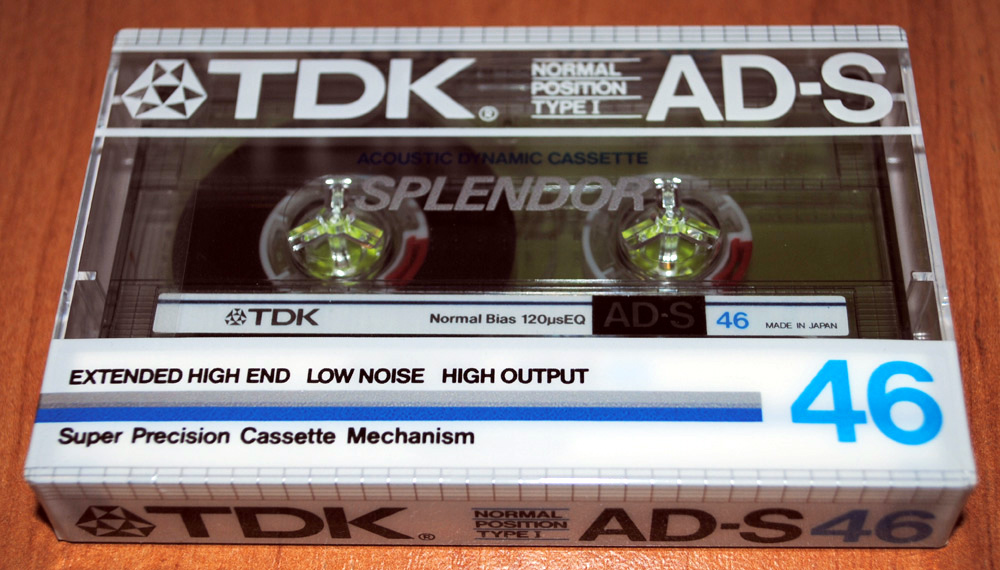 TDK® NORMAL POSITION TYPE I AD-S
ACOUSTIC DYNAMIC CASSETTE
SPLENDOR
TDK Normal Bias 120µsEQ AD-S 46 MADE IN JAPAN
EXTENDED HIGH END LOW NOISE HIGH OUTPUT
46
Super Precision Cassette Mechanism
TDK® NORMAL POSITION TYPE I AD-S 46